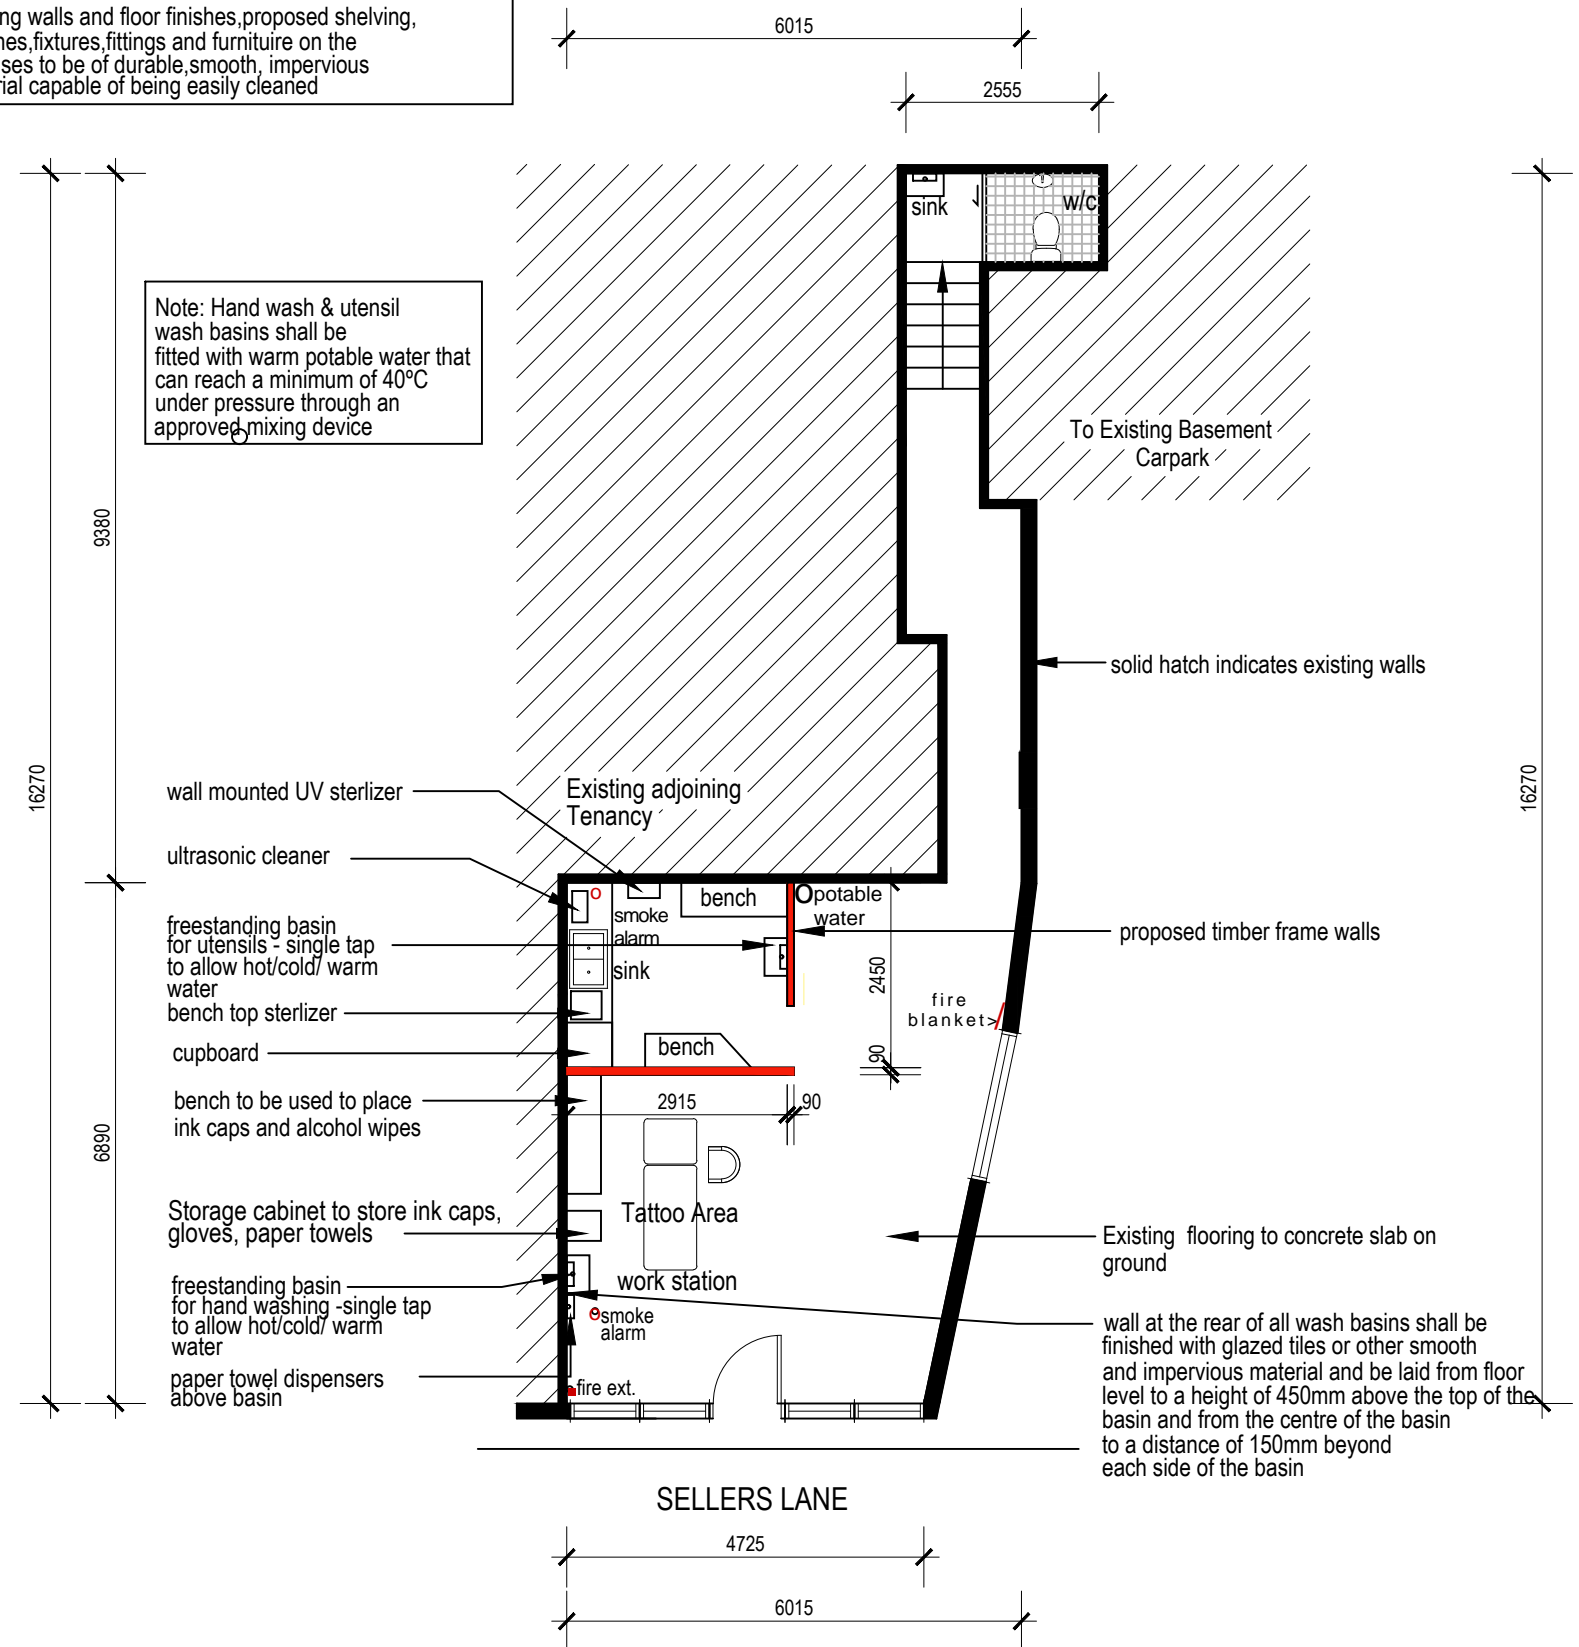 ng walls and floor finishes,proposed shelving,
nes,fixtures,fittings and furnituire on the
ses to be of durable,smooth, impervious
rial capable of being easily cleaned
6015
2555
sink
w/c
Note: Hand wash & utensil
wash basins shall be
fitted with warm potable water that
can reach a minimum of 40ºC
under pressure through an
approved mixing device
To Existing Basement
Carpark
9380
16270
16270
solid hatch indicates existing walls
wall mounted UV sterlizer
Existing adjoining
Tenancy
ultrasonic cleaner
bench
potable
water
smoke
alarm
freestanding basin
for utensils - single tap
to allow hot/cold/ warm
water
proposed timber frame walls
sink
2450
fire
blanket>
bench top sterlizer
cupboard
bench
90
bench to be used to place
ink caps and alcohol wipes
2915
90
6890
Storage cabinet to store ink caps,
gloves, paper towels
Tattoo Area
Existing flooring to concrete slab on
ground
freestanding basin
for hand washing -single tap
to allow hot/cold/ warm
water
work station
smoke
alarm
wall at the rear of all wash basins shall be
finished with glazed tiles or other smooth
and impervious material and be laid from floor
level to a height of 450mm above the top of the
basin and from the centre of the basin
to a distance of 150mm beyond
each side of the basin
paper towel dispensers
above basin
fire ext.
SELLERS LANE
4725
6015